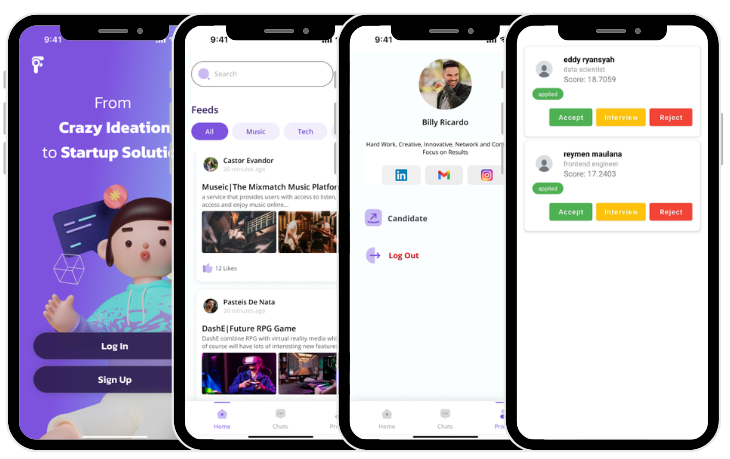 9:41
From
Crazy Ideation
to Startup Soluti
Log In
Sign Up
9:41
Search
Feeds
All
Music
Tech
Castor Evandor
20 minutes ago
Museic|The Mixmatch Music Platfor
a service that provides users with access to listen,
access and enjoy music online...
12 Likes
Pasteis De Nata
20 minutes ago
DashE|Future RPG Game
DashE combine RPG with virtual reality media whi
of course will have lots of interesting new feature
Home
Chats
Pr
9:41
Billy Ricardo
Hard Work, Creative, Innovative, Network and Cor
Focus on Results
in
Candidate
Log Out
Home
Chats
Pro
eddy ryansyah
data scientist
Score: 18.7059
applied
Accept
Interview
Reject
reymen maulana
frontend engineer
Score: 17.2403
applied
Accept
Interview
Reject